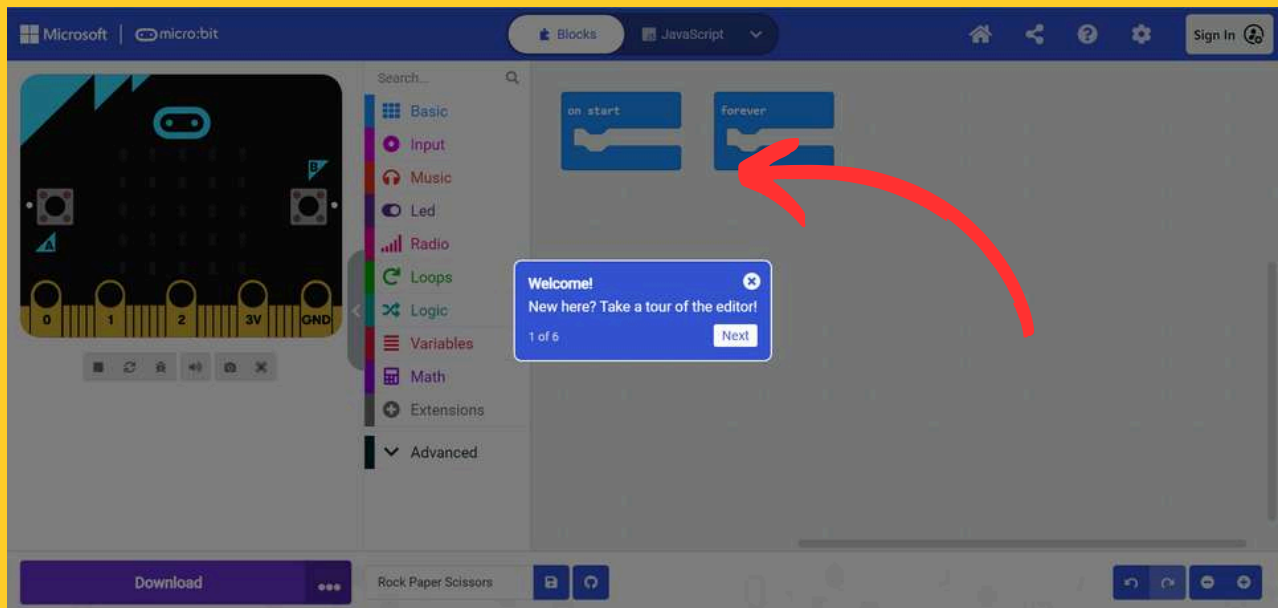 Microsoft | micro:bit
Blocks
JavaScript
Sign In
Search...
Basic
Input
Music
Led
Radio
Loops
Logic
Variables
Math
Extensions
Advanced
on start
forever
B
A
0 1 2 3V GND
Welcome!
New here? Take a tour of the editor!
1 of 6
Next
Download
Rock Paper Scissors